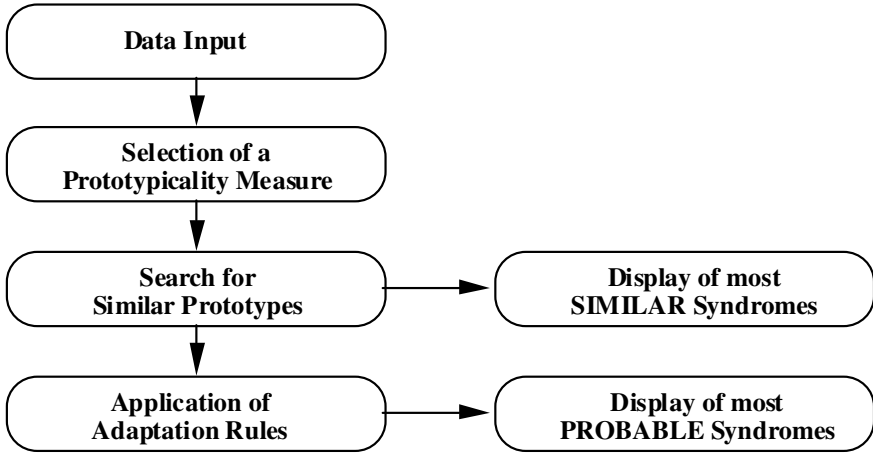 Data Input
Selection of a
Prototypicality Measure
Search for
Similar Prototypes
Display of most
SIMILAR Syndromes
Application of
Adaptation Rules
Display of most
PROBABLE Syndromes